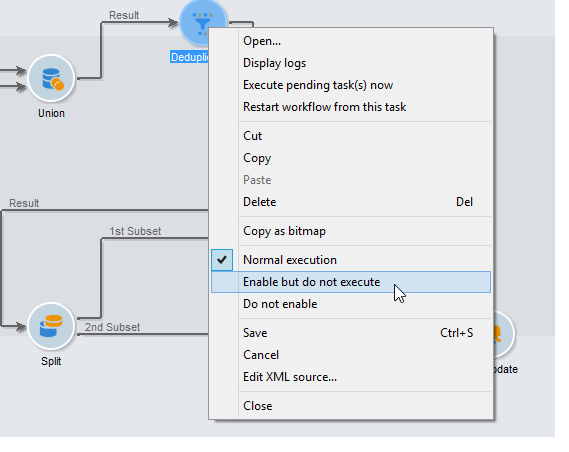 Result
Deduplic
Union
Open...
Display logs
Execute pending task(s) now
Restart workflow from this task
Cut
Copy
Paste
Delete Del
Copy as bitmap
Normal execution
Enable but do not execute
Do not enable
Save Ctrl+S
Cancel
Edit XML source...
Close
Result
1st Subset
2nd Subset
Split
odate